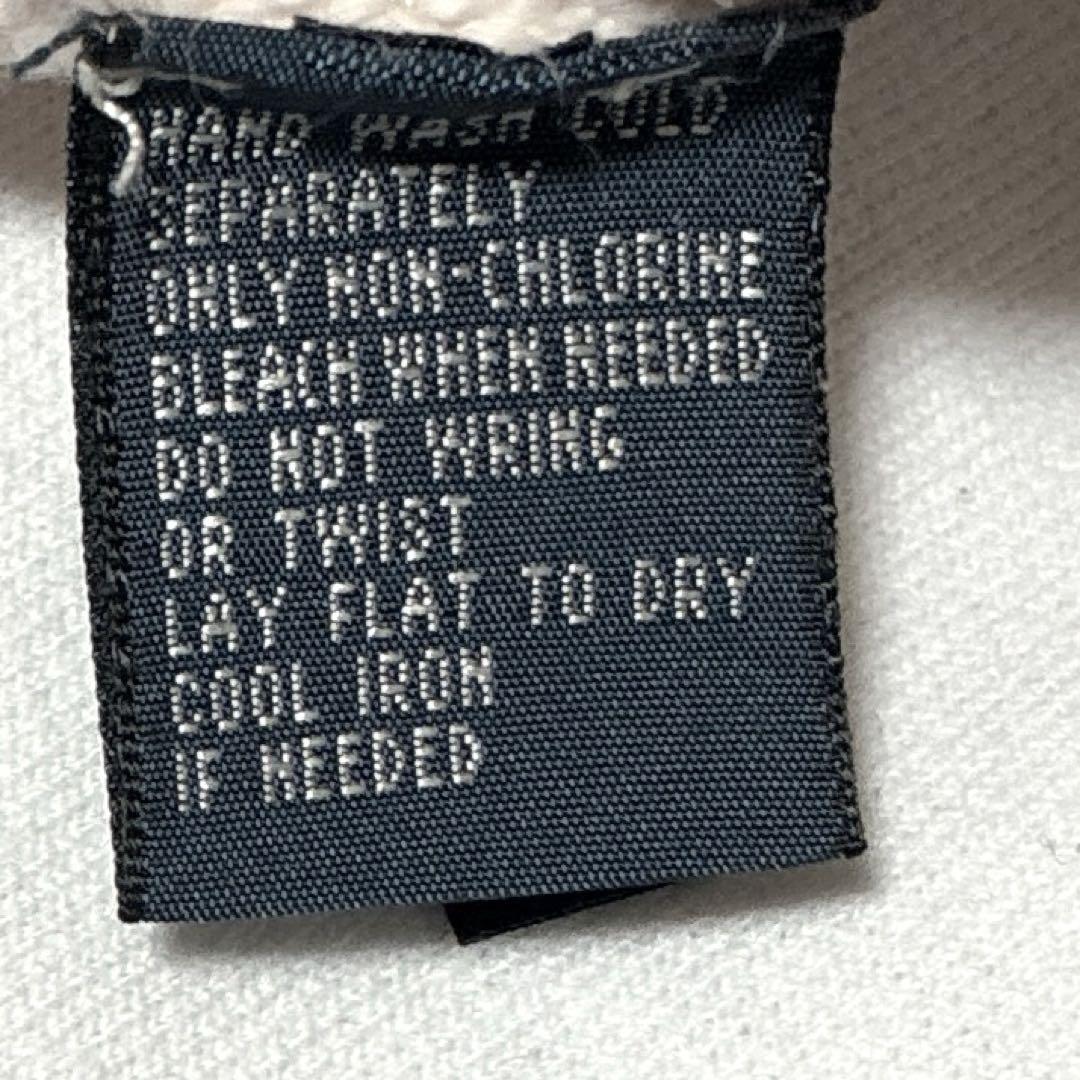 HAND WASH COLD
SEPARATELY
ONLY NON-CHLORINE
BLEACH WHEN NEEDED
DO NOT WRING
OR TWIST
LAY FLAT TO DRY
COOL IRON
IF NEEDED